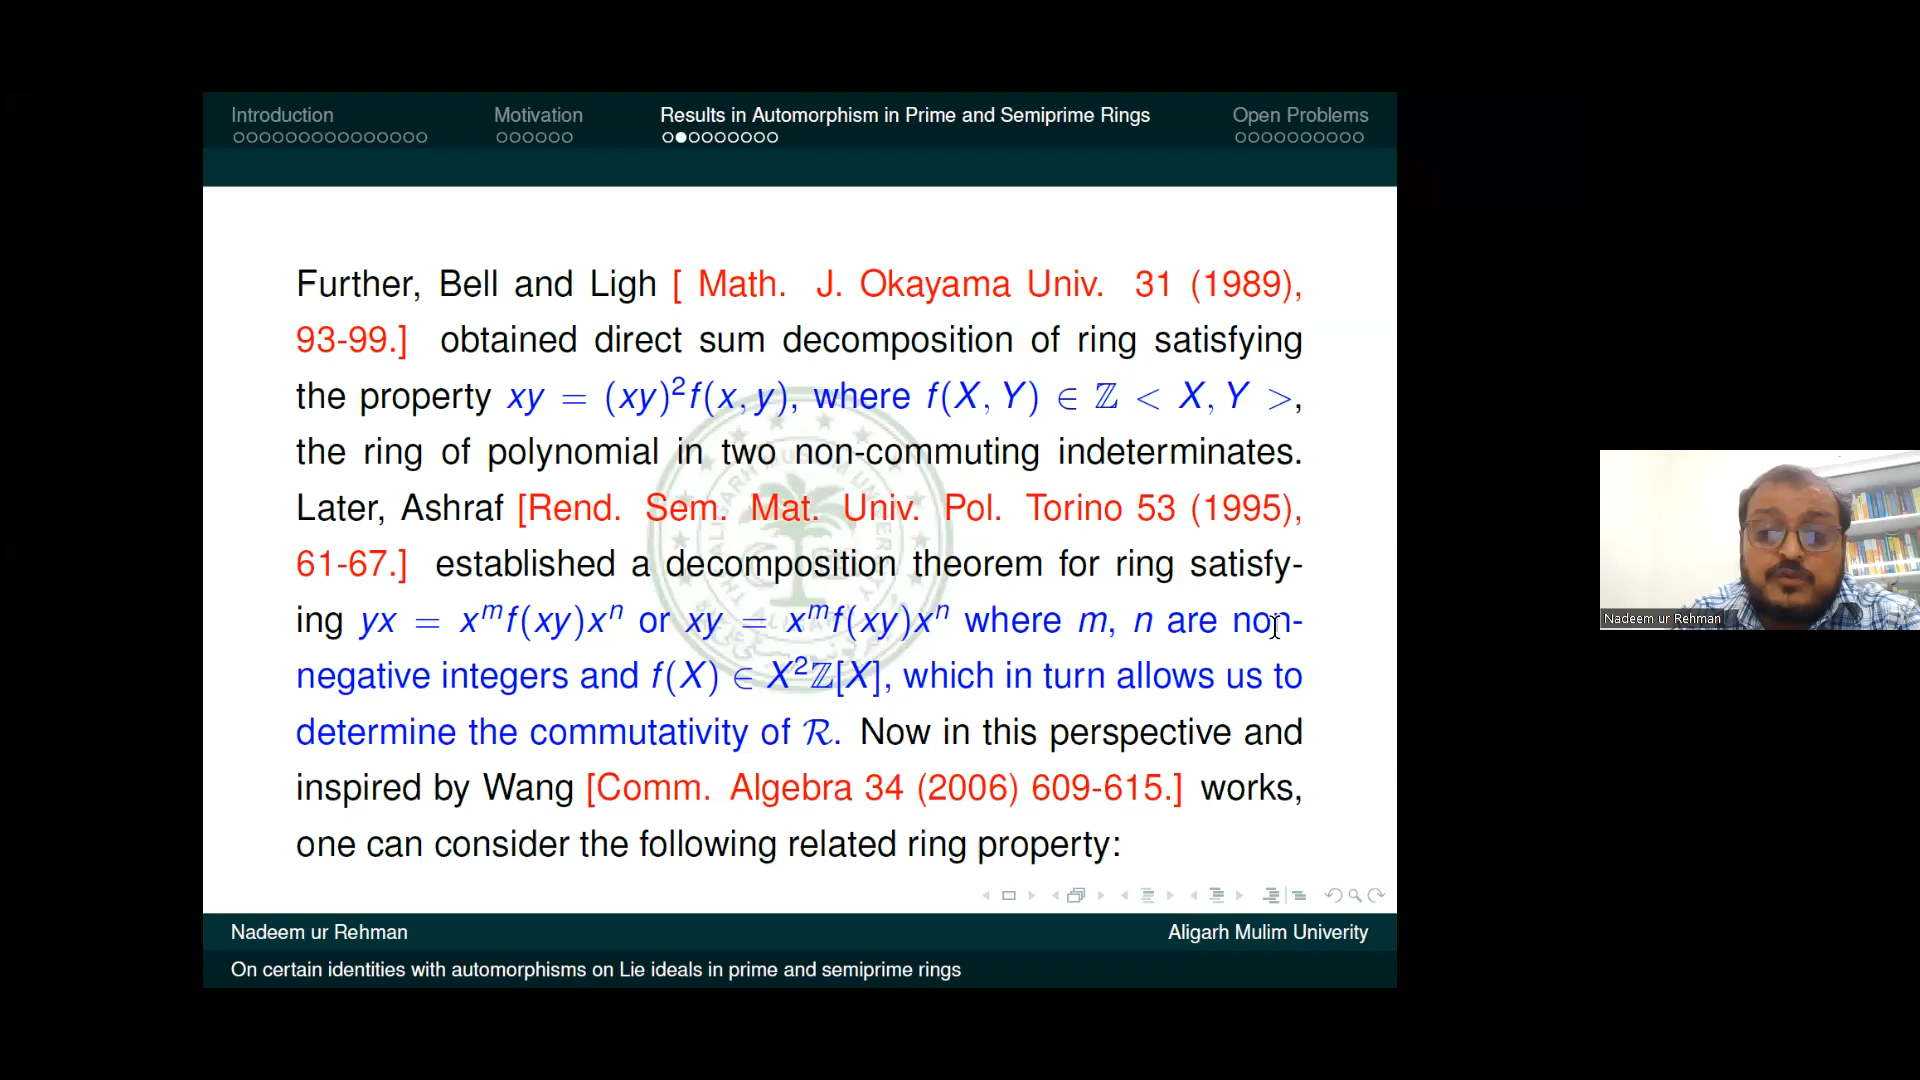 Introduction
Motivation
Results in Automorphism in Prime and Semiprime Rings
Open Problems
Further, Bell and Ligh [ Math. J. Okayama Univ. 31 (1989),
93-99.] obtained direct sum decomposition of ring satisfying
the property xy = (xy)²f(x, y), where f(X, Y) ∈ ℤ < X, Y >,
the ring of polynomial in two non-commuting indeterminates.
Later, Ashraf [Rend. Sem. Mat. Univ. Pol. Torino 53 (1995),
61-67.] established a decomposition theorem for ring satisfy-
ing yx = xᵐf(xy)xⁿ or xy = xᵐf(xy)xⁿ where m, n are non-
negative integers and f(X) ∈ X²ℤ[X], which in turn allows us to
determine the commutativity of ℛ. Now in this perspective and
inspired by Wang [Comm. Algebra 34 (2006) 609-615.] works,
one can consider the following related ring property:
Nadeem ur Rehman
Aligarh Mulim Univerity
On certain identities with automorphisms on Lie ideals in prime and semiprime rings
Nadeem ur Rehman